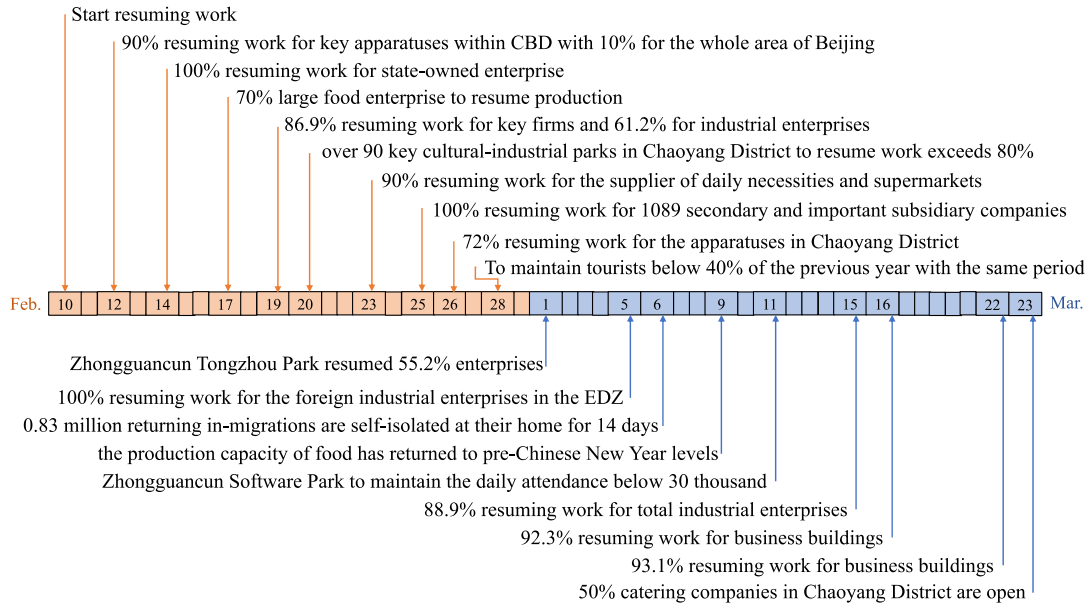 Start resuming work
90% resuming work for key apparatuses within CBD with 10% for the whole area of Beijing
100% resuming work for state-owned enterprise
70% large food enterprise to resume production
86.9% resuming work for key firms and 61.2% for industrial enterprises
over 90 key cultural-industrial parks in Chaoyang District to resume work exceeds 80%
90% resuming work for the supplier of daily necessities and supermarkets
100% resuming work for 1089 secondary and important subsidiary companies
72% resuming work for the apparatuses in Chaoyang District
To maintain tourists below 40% of the previous year with the same period
Feb. 10 12 14 17 19 20 23 25 26 28 1 5 6 9 11 15 16 22 23 Mar.
Zhongguancun Tongzhou Park resumed 55.2% enterprises
100% resuming work for the foreign industrial enterprises in the EDZ
0.83 million returning in-migrations are self-isolated at their home for 14 days
the production capacity of food has returned to pre-Chinese New Year levels
Zhongguancun Software Park to maintain the daily attendance below 30 thousand
88.9% resuming work for total industrial enterprises
92.3% resuming work for business buildings
93.1% resuming work for business buildings
50% catering companies in Chaoyang District are open